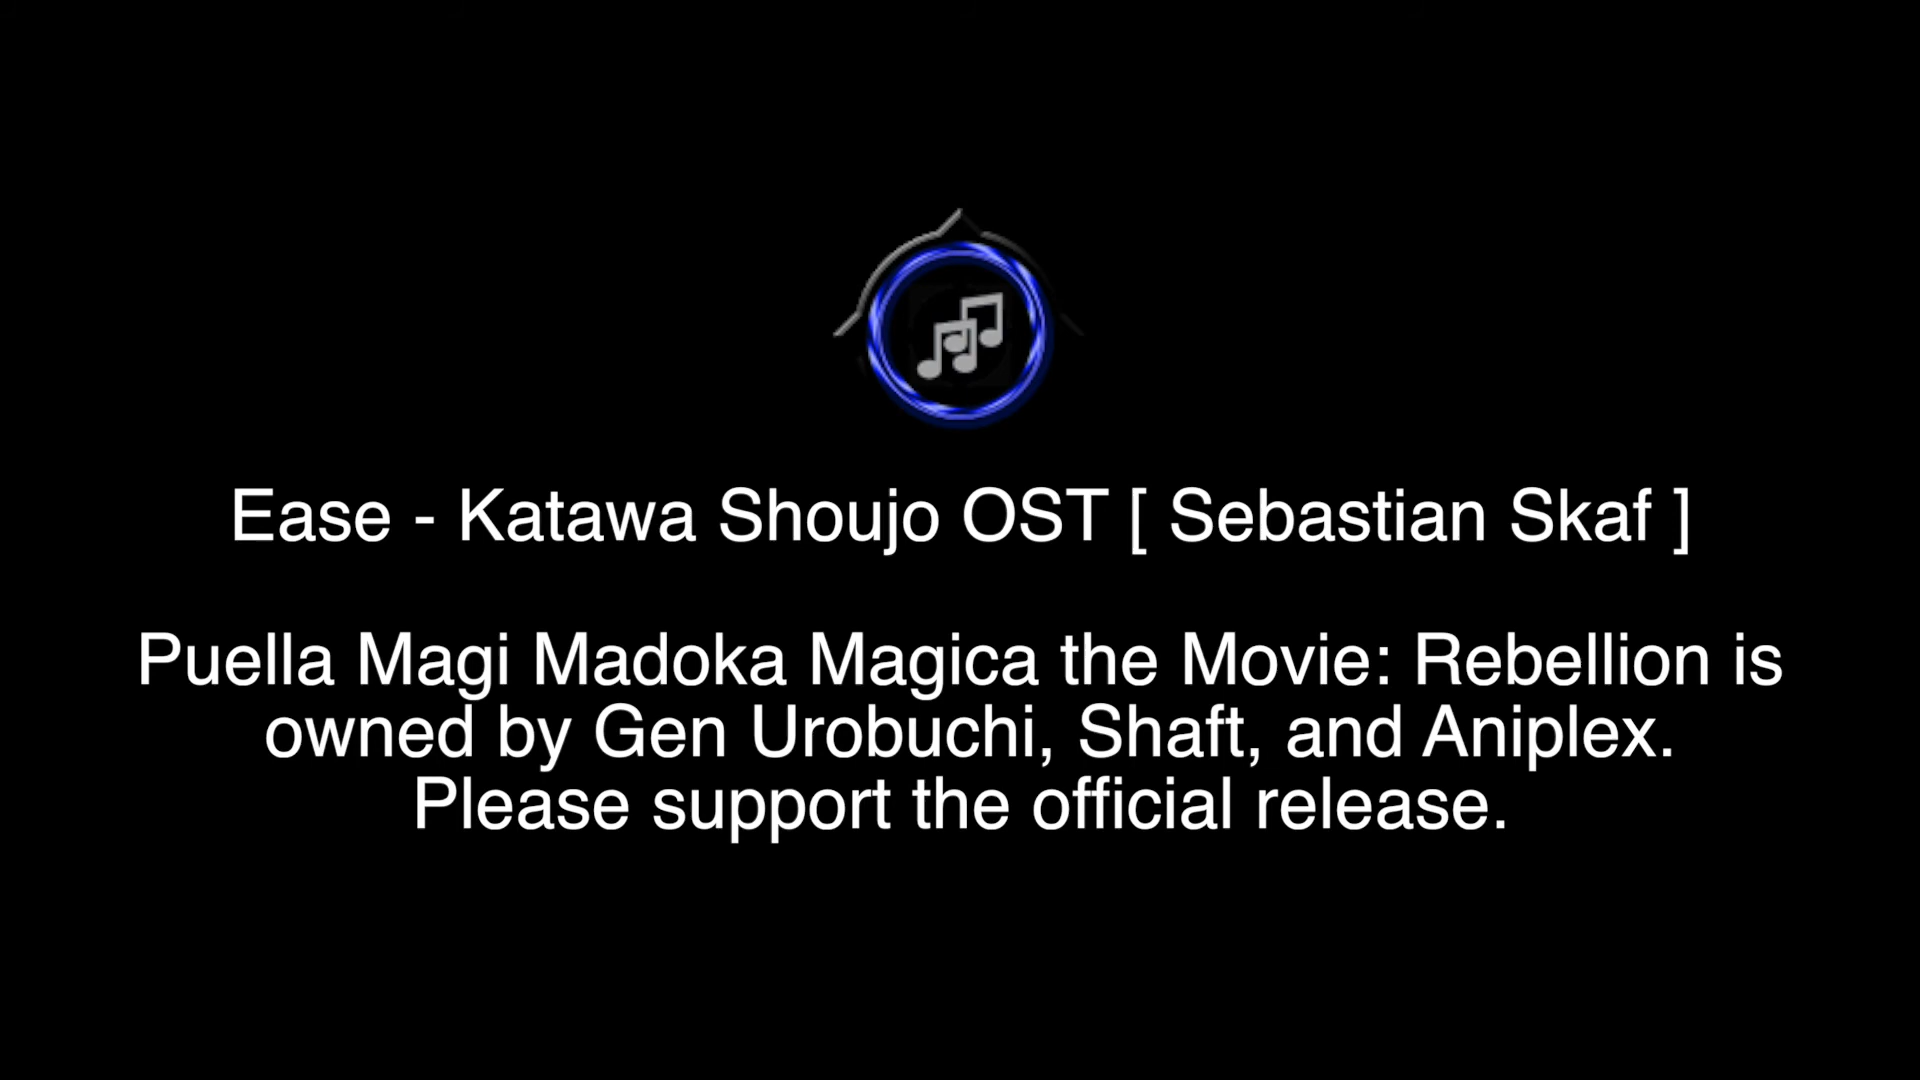 Ease - Katawa Shoujo OST [ Sebastian Skaf ]
Puella Magi Madoka Magica the Movie: Rebellion is
owned by Gen Urobuchi, Shaft, and Aniplex.
Please support the official release.